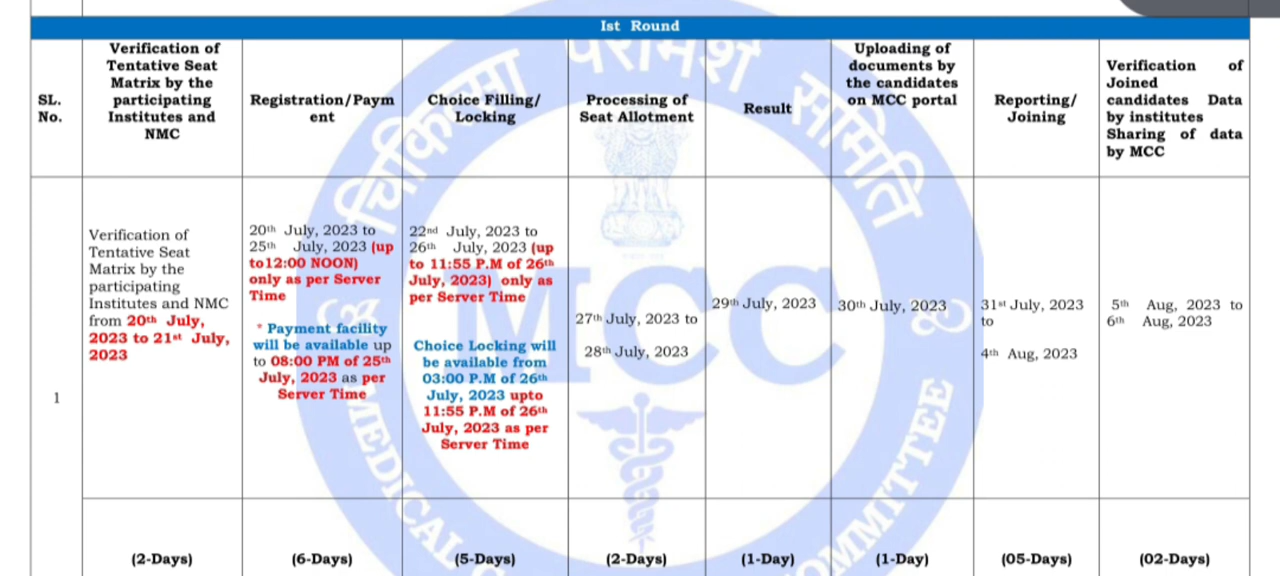 Ist Round
SL.
No.
Verification of
Tentative Seat
Matrix by the
participating
Institutes and
NMC
Registration/Paym
ent
Choice Filling/
Locking
Processing of
Seat Allotment
Result
Uploading of
documents by
the candidates
on MCC portal
Reporting/
Joining
Verification of
Joined
candidates Data
by institutes
Sharing of data
by MCC
1
Verification of
Tentative Seat
Matrix by the
participating
Institutes and NMC
from 20th July,
2023 to 21st July,
2023
20th July, 2023 to
25th July, 2023 (up
to12:00 NOON)
only as per Server
Time
* Payment facility
will be available up
to 08:00 PM of 25th
July, 2023 as per
Server Time
22nd July, 2023 to
26th July, 2023 (up
to 11:55 P.M of 26th
July, 2023) only as
per Server Time
Choice Locking will
be available from
03:00 P.M of 26th
July, 2023 upto
11:55 P.M of 26th
July, 2023 as per
Server Time
27th July, 2023 to
28th July, 2023
29th July, 2023
30th July, 2023
31st July, 2023
to
4th Aug, 2023
5th Aug, 2023 to
6th Aug, 2023
(2-Days)
(6-Days)
(5-Days)
(2-Days)
(1-Day)
(1-Day)
(05-Days)
(02-Days)
चिकित्सा परामर्श समिति
MCC
MEDICAL